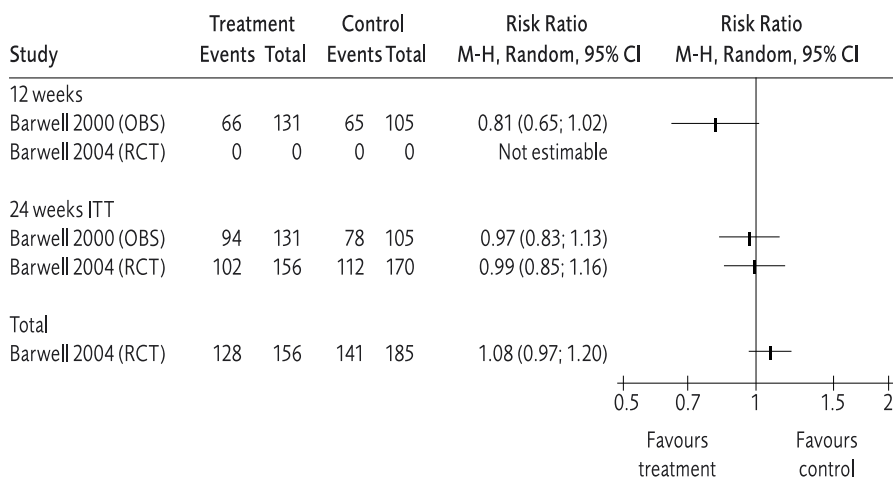 Treatment Control Risk Ratio Risk Ratio
Study Events Total Events Total M-H, Random, 95% CI M-H, Random, 95% CI
12 weeks
Barwell 2000 (OBS) 66 131 65 105 0.81 (0.65; 1.02)
Barwell 2004 (RCT) 0 0 0 0 Not estimable
24 weeks ITT
Barwell 2000 (OBS) 94 131 78 105 0.97 (0.83; 1.13)
Barwell 2004 (RCT) 102 156 112 170 0.99 (0.85; 1.16)
Total
Barwell 2004 (RCT) 128 156 141 185 1.08 (0.97; 1.20)
0.5 0.7 1 1.5 2
Favours Favours
treatment control